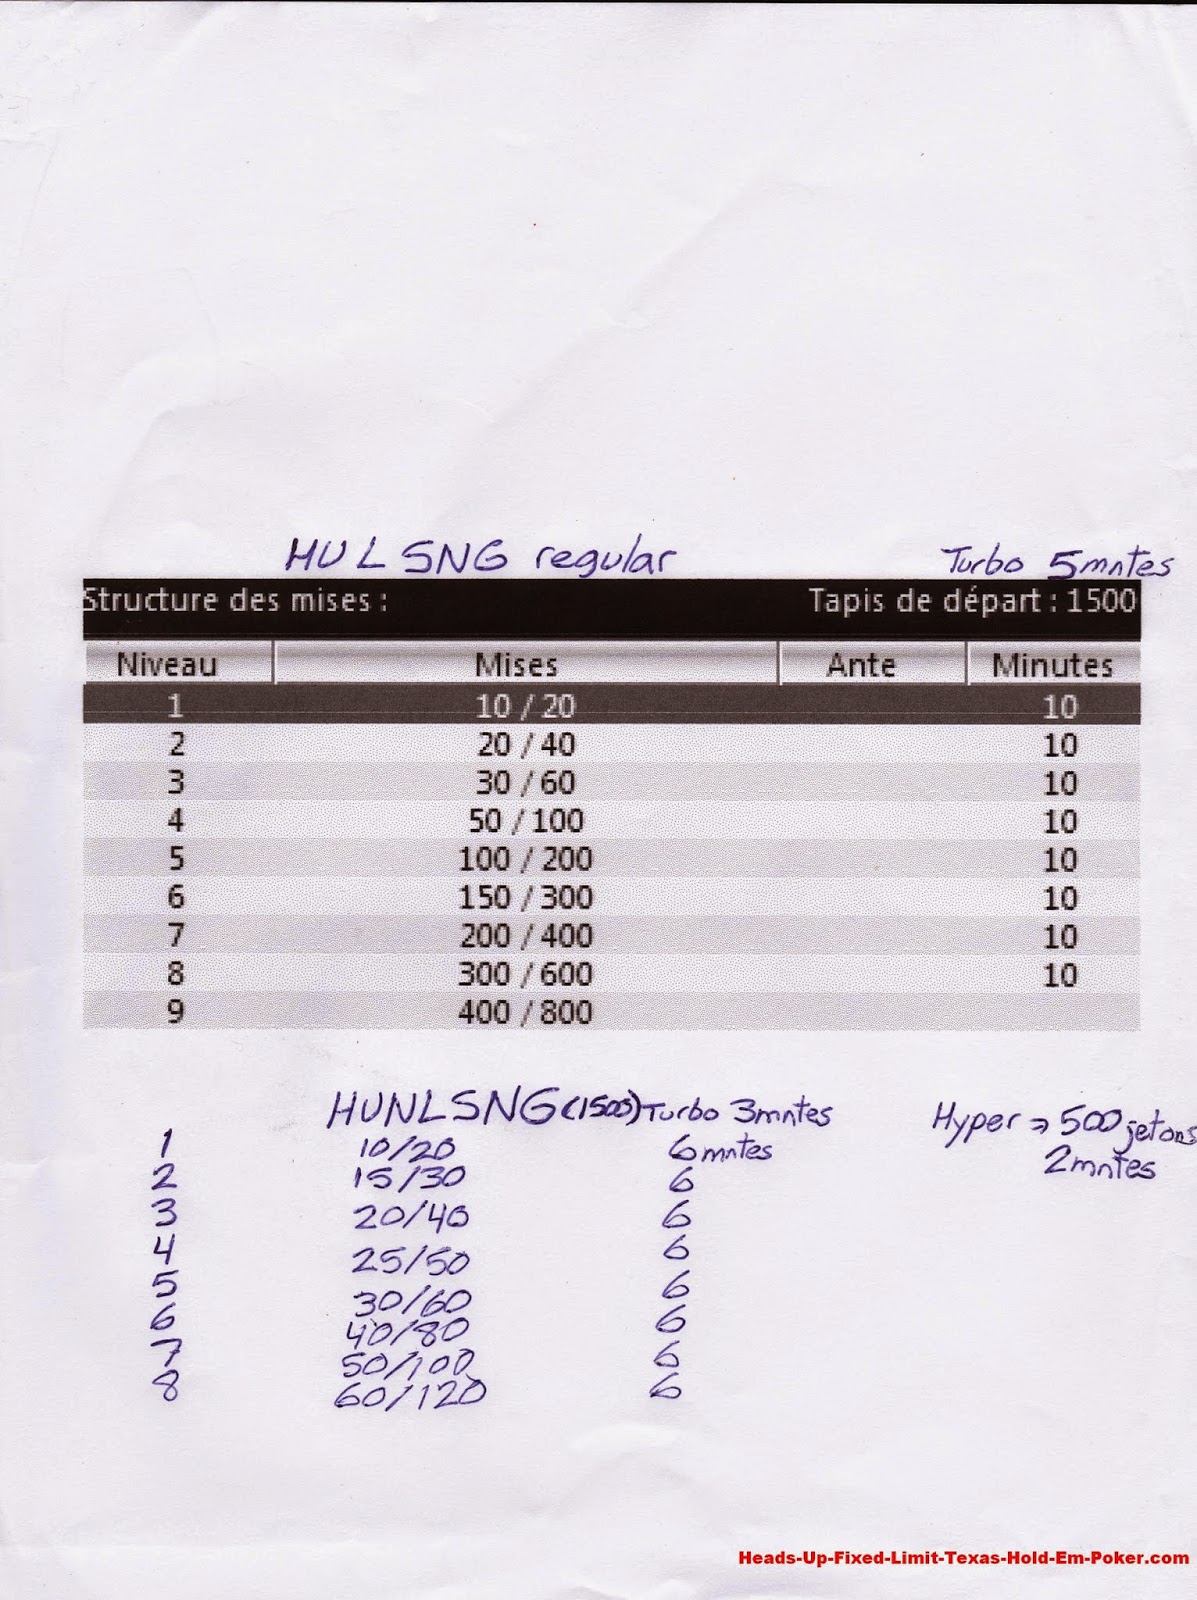 HULSNG regular Turbo 5mntes
Structure des mises : Tapis de départ : 1500
Niveau Mises Ante Minutes
1 10 / 20 10
2 20 / 40 10
3 30 / 60 10
4 50 / 100 10
5 100 / 200 10
6 150 / 300 10
7 200 / 400 10
8 300 / 600 10
9 400 / 800
HUNLSNG(1500) Turbo 3mntes Hyper → 500 jetons
1 10/20 6mntes 2mntes
2 15/30 6
3 20/40 6
4 25/50 6
5 30/60 6
6 40/80 6
7 50/100 6
8 60/120 6
Heads-Up-Fixed-Limit-Texas-Hold-Em-Poker.com